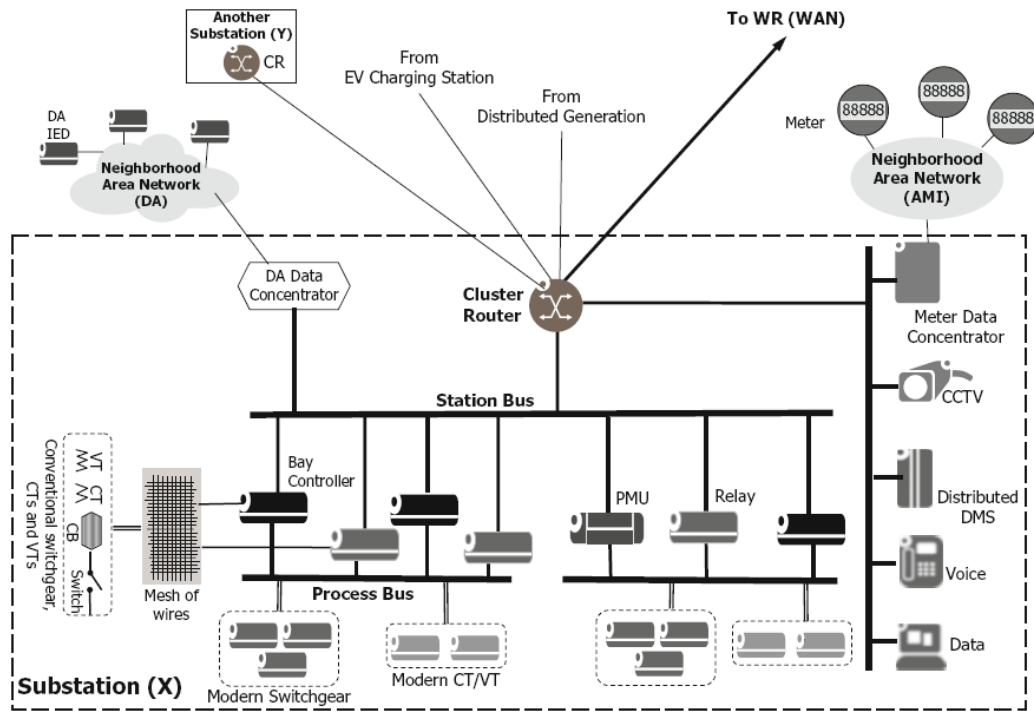 Another
Substation (Y)
CR
From
EV Charging Station
From
Distributed Generation
To WR (WAN)
DA
IED
Neighborhood
Area Network
(DA)
Meter
88888
88888
88888
Neighborhood
Area Network
(AMI)
DA Data
Concentrator
Cluster
Router
Meter Data
Concentrator
Station Bus
CCTV
Bay
Controller
PMU
Relay
Distributed
DMS
VT
CT
CB
Switch
Conventional switchgear,
CTs and VTs
Mesh of
wires
Process Bus
Voice
Data
Modern Switchgear
Modern CT/VT
Substation (X)